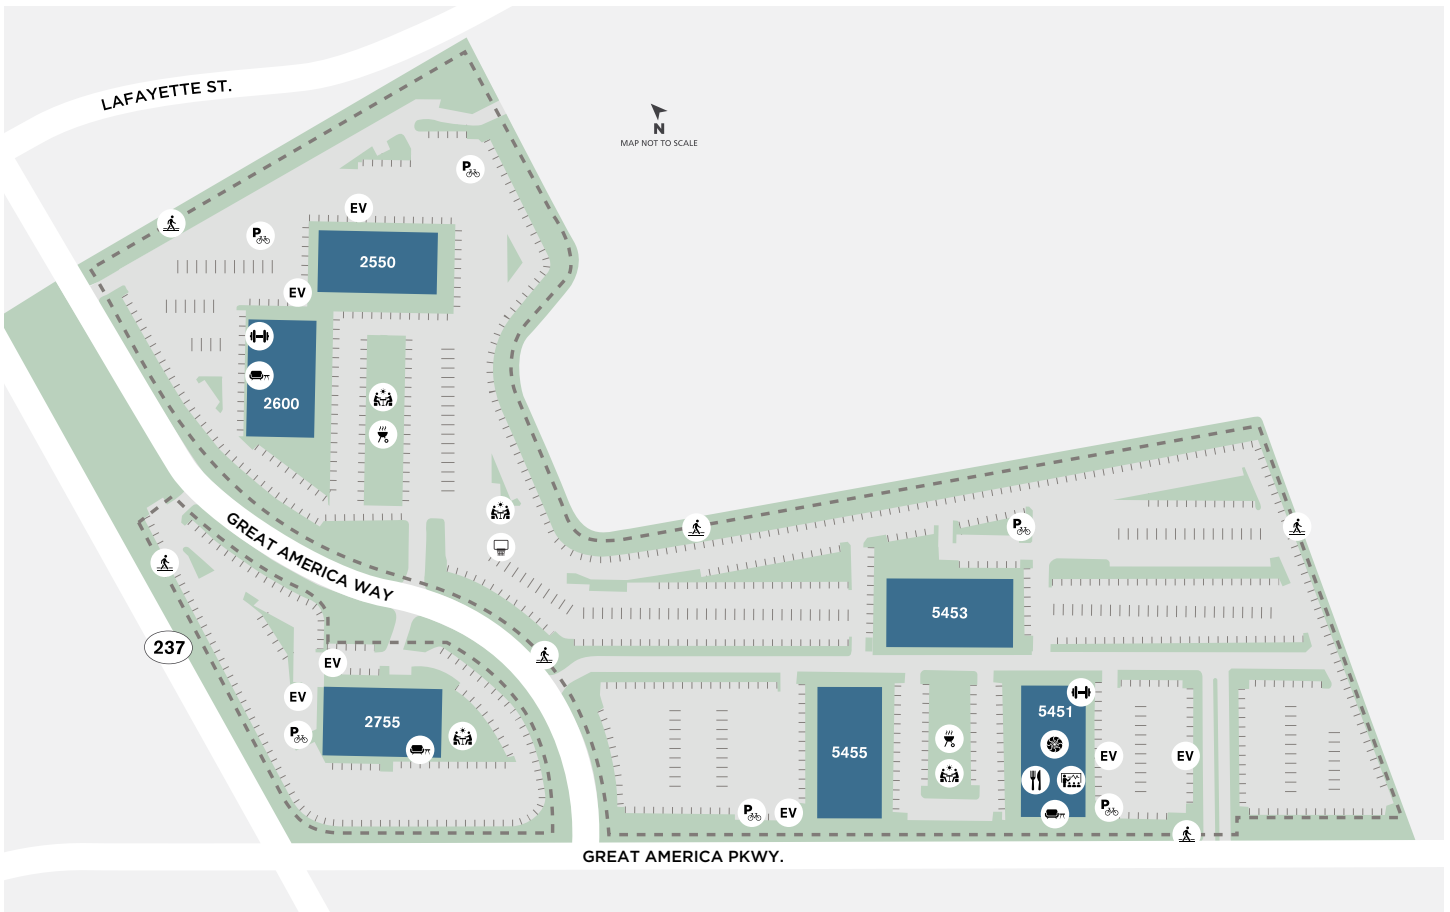 LAFAYETTE ST.
N
MAP NOT TO SCALE
P
EV
P
2550
EV
2600
GREAT AMERICA WAY
P
5453
237
EV
EV
2755
P
5451
5455
EV
EV
P
EV
P
GREAT AMERICA PKWY.